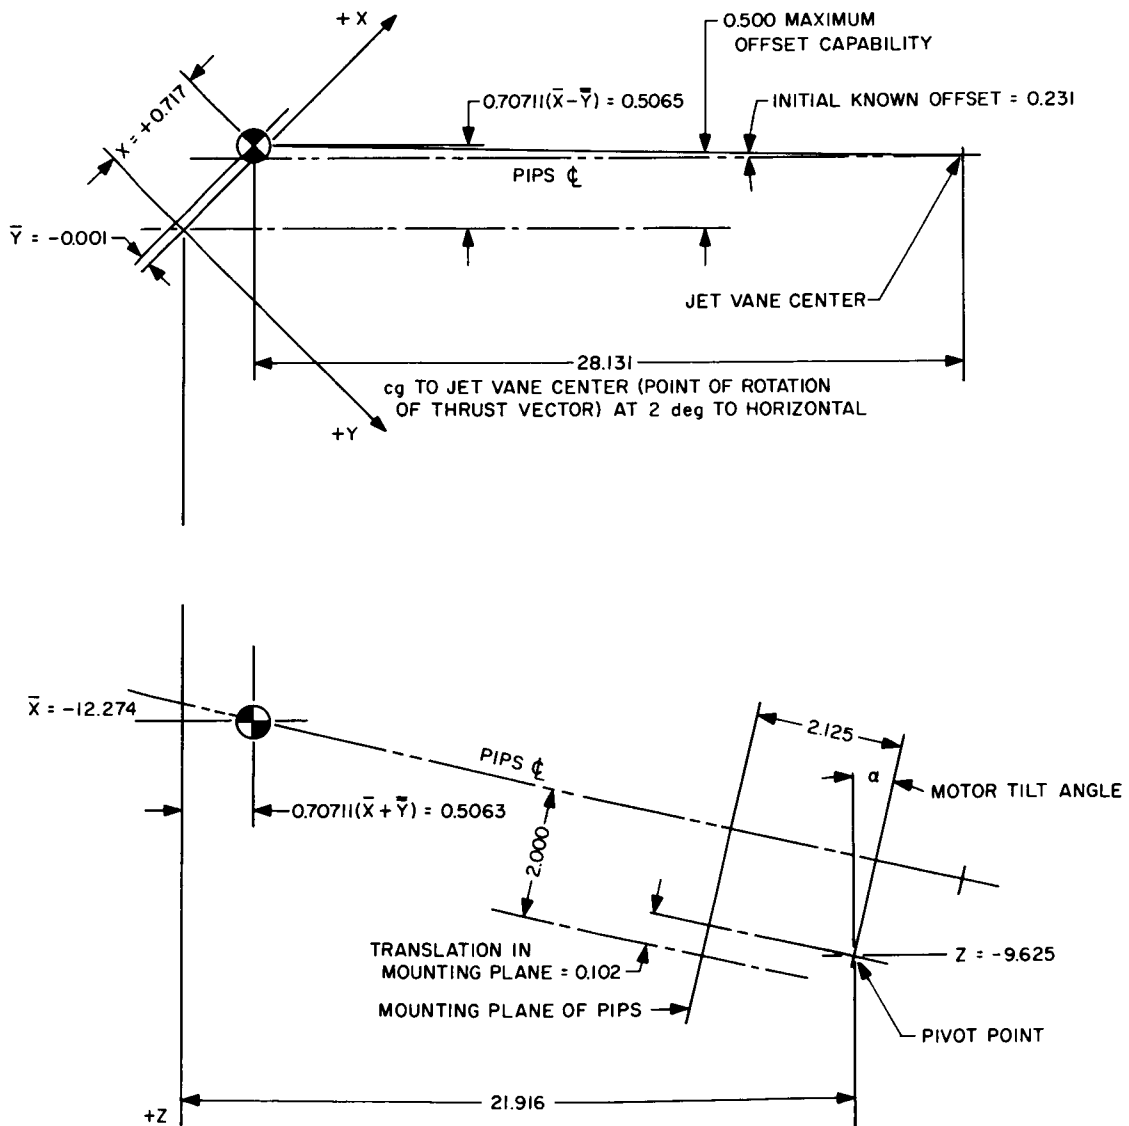 + X
0.500 MAXIMUM
OFFSET CAPABILITY
X = +0.717
0.70711(X̄-Ȳ) = 0.5065
INITIAL KNOWN OFFSET = 0.231
PIPS ℄
Ȳ = -0.001
JET VANE CENTER
28.131
cg TO JET VANE CENTER (POINT OF ROTATION
OF THRUST VECTOR) AT 2 deg TO HORIZONTAL
+Y
X̄ = -12.274
2.125
PIPS ℄
α
MOTOR TILT ANGLE
0.70711(X̄+Ȳ) = 0.5063
2.000
TRANSLATION IN
MOUNTING PLANE = 0.102
Z = -9.625
MOUNTING PLANE OF PIPS
PIVOT POINT
21.916
+Z